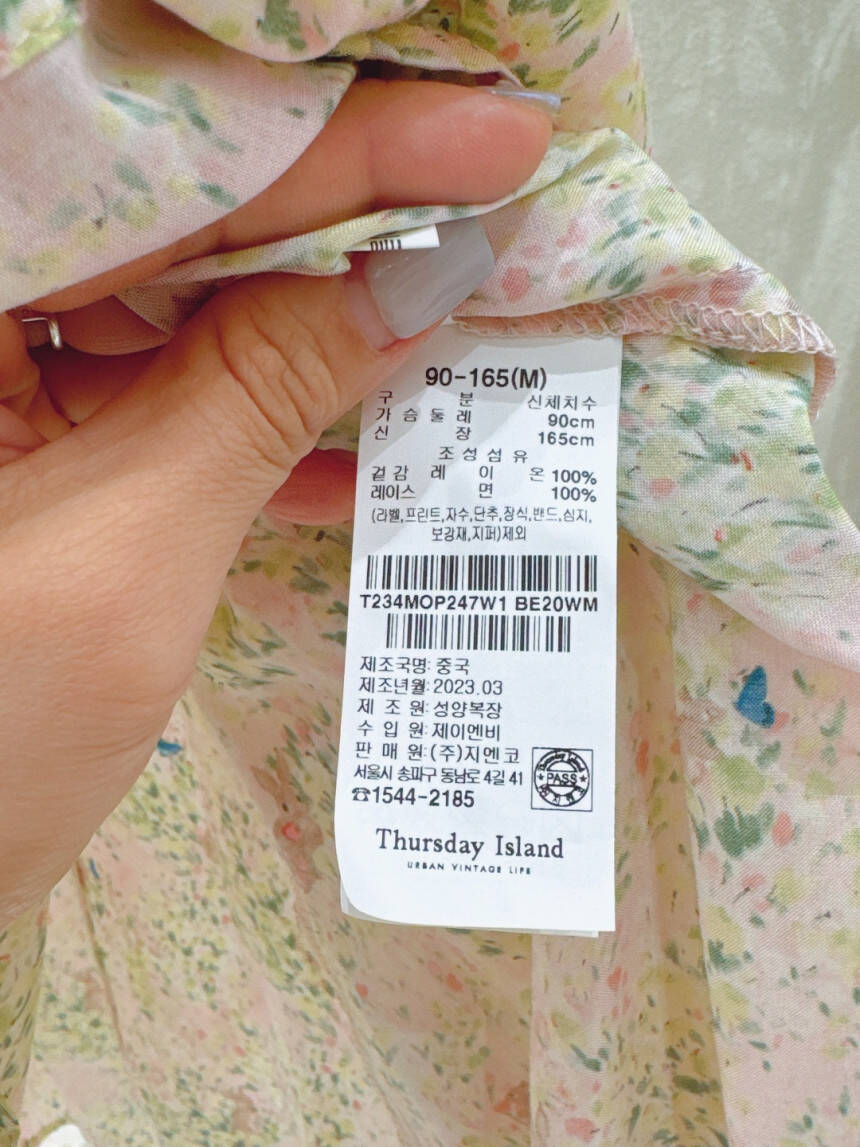 90-165(M)
구 분 신체치수
가 슴 둘 레 90cm
신 장 165cm
조 성 섬 유
겉감 레 이 온 100%
레이스 면 100%
(라벨,프린트,자수,단추,장식,밴드,심지,
보강재,지퍼)제외
T234MOP247W1 BE20WM
제조국명: 중국
제조년월: 2023.03
제 조 원: 성양복장
수 입 원: 제이엔비
판 매 원: (주)지엔코
서울시 송파구 동남로 4길 41
☎1544-2185
Thursday Island
PASS
Thursday Island
URBAN VINTAGE LIFE